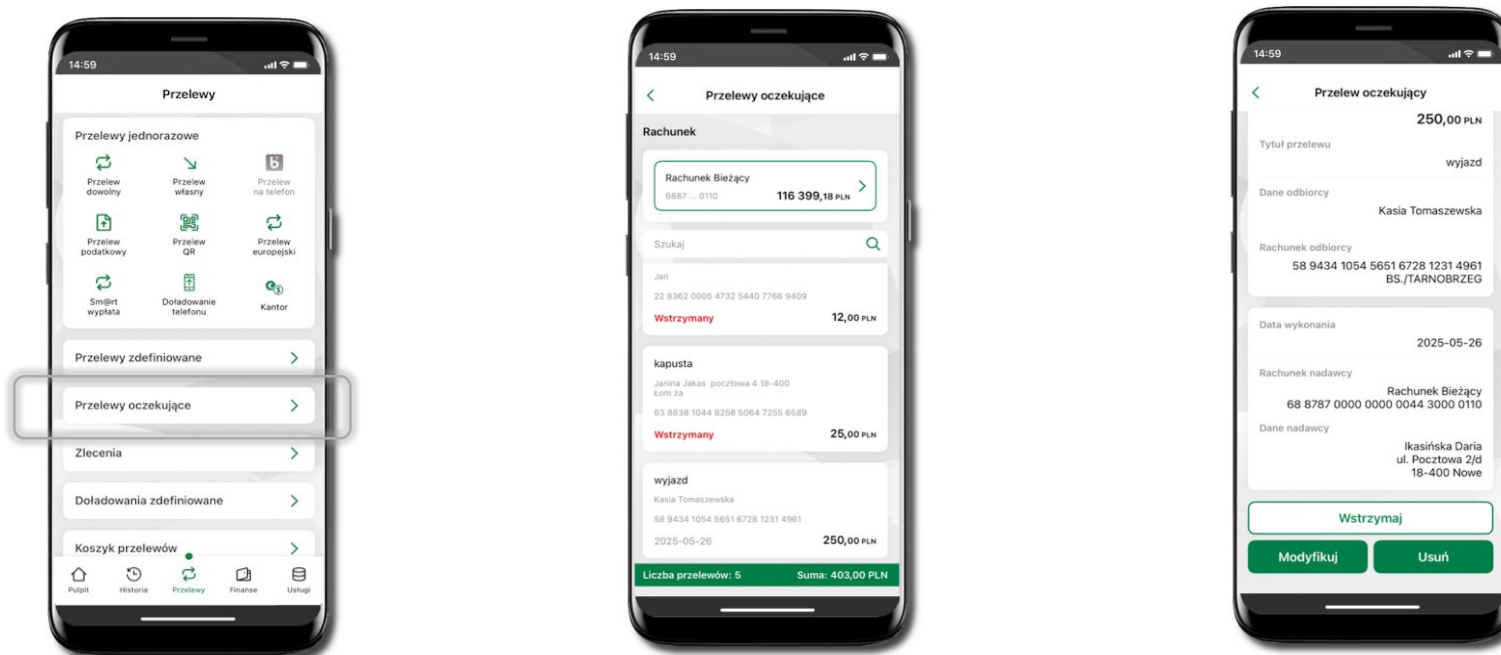 14:59
Przelewy
Przelewy jednorazowe
Przelew
dowolny
Przelew
własny
Przelew
na telefon
Przelew
podatkowy
Przelew
QR
Przelew
europejski
Sm@rt
wypłata
Doładowanie
telefonu
Kantor
Przelewy zdefiniowane
Przelewy oczekujące
Zlecenia
Doładowania zdefiniowane
Koszyk przelewów
Pulpit Historia Przelewy Finanse Usługi
14:59
Przelewy oczekujące
Rachunek
Rachunek Bieżący
6887 ... 0110 116 399,18 PLN
Szukaj
Jan
22 8362 0005 4732 5440 7766 9409
Wstrzymany 12,00 PLN
kapusta
Janina Jakas pocztowa 4 18-400
Łom ża
63 8838 1044 8258 5064 7255 6589
Wstrzymany 25,00 PLN
wyjazd
Kasia Tomaszewska
58 9434 1054 5651 6728 1231 4961
2025-05-26 250,00 PLN
Liczba przelewów: 5 Suma: 403,00 PLN
14:59
Przelew oczekujący
250,00 PLN
Tytuł przelewu
wyjazd
Dane odbiorcy
Kasia Tomaszewska
Rachunek odbiorcy
58 9434 1054 5651 6728 1231 4961
BS./TARNOBRZEG
Data wykonania
2025-05-26
Rachunek nadawcy
Rachunek Bieżący
68 8787 0000 0000 0044 3000 0110
Dane nadawcy
Ikasińska Daria
ul. Pocztowa 2/d
18-400 Nowe
Wstrzymaj
Modyfikuj Usuń